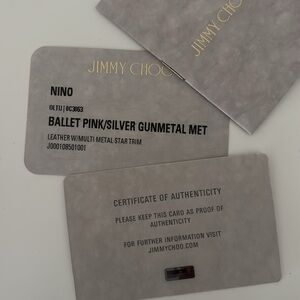 JIMMY CHOO
JIMMY CHOO
NINO
BALLET PINK/SILVER GUNMETAL MET
LEATHER W/MULTI METAL STAR TRIM
J000108501001
CERTIFICATE OF AUTHENTICITY
PLEASE KEEP THIS CARD AS PROOF OF
AUTHENTICITY
FOR FURTHER INFORMATION VISIT
JIMMYCHOO.COM